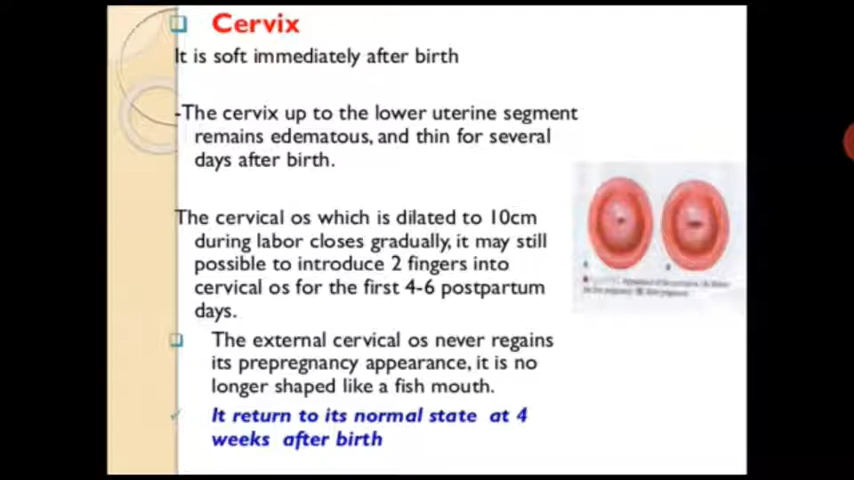 Cervix
It is soft immediately after birth
-The cervix up to the lower uterine segment
remains edematous, and thin for several
days after birth.
The cervical os which is dilated to 10cm
during labor closes gradually, it may still
possible to introduce 2 fingers into
cervical os for the first 4-6 postpartum
days.
The external cervical os never regains
its prepregnancy appearance, it is no
longer shaped like a fish mouth.
It return to its normal state at 4
weeks after birth